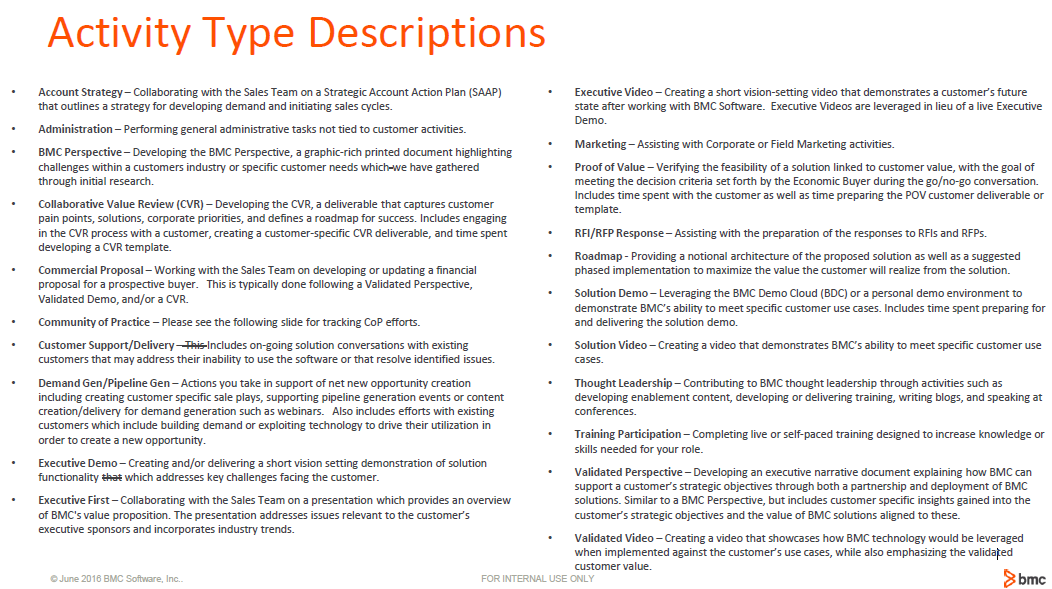 Activity Type Descriptions
• Account Strategy – Collaborating with the Sales Team on a Strategic Account Action Plan (SAAP)
that outlines a strategy for developing demand and initiating sales cycles.
• Administration – Performing general administrative tasks not tied to customer activities.
• BMC Perspective – Developing the BMC Perspective, a graphic-rich printed document highlighting
challenges within a customers industry or specific customer needs which we have gathered
through initial research.
• Collaborative Value Review (CVR) – Developing the CVR, a deliverable that captures customer
pain points, solutions, corporate priorities, and defines a roadmap for success. Includes engaging
in the CVR process with a customer, creating a customer-specific CVR deliverable, and time spent
developing a CVR template.
• Commercial Proposal – Working with the Sales Team on developing or updating a financial
proposal for a prospective buyer. This is typically done following a Validated Perspective,
Validated Demo, and/or a CVR.
• Community of Practice – Please see the following slide for tracking CoP efforts.
• Customer Support/Delivery – This Includes on-going solution conversations with existing
customers that may address their inability to use the software or that resolve identified issues.
• Demand Gen/Pipeline Gen – Actions you take in support of net new opportunity creation
including creating customer specific sale plays, supporting pipeline generation events or content
creation/delivery for demand generation such as webinars. Also includes efforts with existing
customers which include building demand or exploiting technology to drive their utilization in
order to create a new opportunity.
• Executive Demo – Creating and/or delivering a short vision setting demonstration of solution
functionality that which addresses key challenges facing the customer.
• Executive First – Collaborating with the Sales Team on a presentation which provides an overview
of BMC's value proposition. The presentation addresses issues relevant to the customer's
executive sponsors and incorporates industry trends.
• Executive Video – Creating a short vision-setting video that demonstrates a customer's future
state after working with BMC Software. Executive Videos are leveraged in lieu of a live Executive
Demo.
• Marketing – Assisting with Corporate or Field Marketing activities.
• Proof of Value – Verifying the feasibility of a solution linked to customer value, with the goal of
meeting the decision criteria set forth by the Economic Buyer during the go/no-go conversation.
Includes time spent with the customer as well as time preparing the POV customer deliverable or
template.
• RFI/RFP Response – Assisting with the preparation of the responses to RFIs and RFPs.
• Roadmap - Providing a notional architecture of the proposed solution as well as a suggested
phased implementation to maximize the value the customer will realize from the solution.
• Solution Demo – Leveraging the BMC Demo Cloud (BDC) or a personal demo environment to
demonstrate BMC's ability to meet specific customer use cases. Includes time spent preparing for
and delivering the solution demo.
• Solution Video – Creating a video that demonstrates BMC's ability to meet specific customer use
cases.
• Thought Leadership – Contributing to BMC thought leadership through activities such as
developing enablement content, developing or delivering training, writing blogs, and speaking at
conferences.
• Training Participation – Completing live or self-paced training designed to increase knowledge or
skills needed for your role.
• Validated Perspective – Developing an executive narrative document explaining how BMC can
support a customer's strategic objectives through both a partnership and deployment of BMC
solutions. Similar to a BMC Perspective, but includes customer specific insights gained into the
customer's strategic objectives and the value of BMC solutions aligned to these.
• Validated Video – Creating a video that showcases how BMC technology would be leveraged
when implemented against the customer's use cases, while also emphasizing the validated
customer value.
© June 2016 BMC Software, Inc..
FOR INTERNAL USE ONLY
bmc